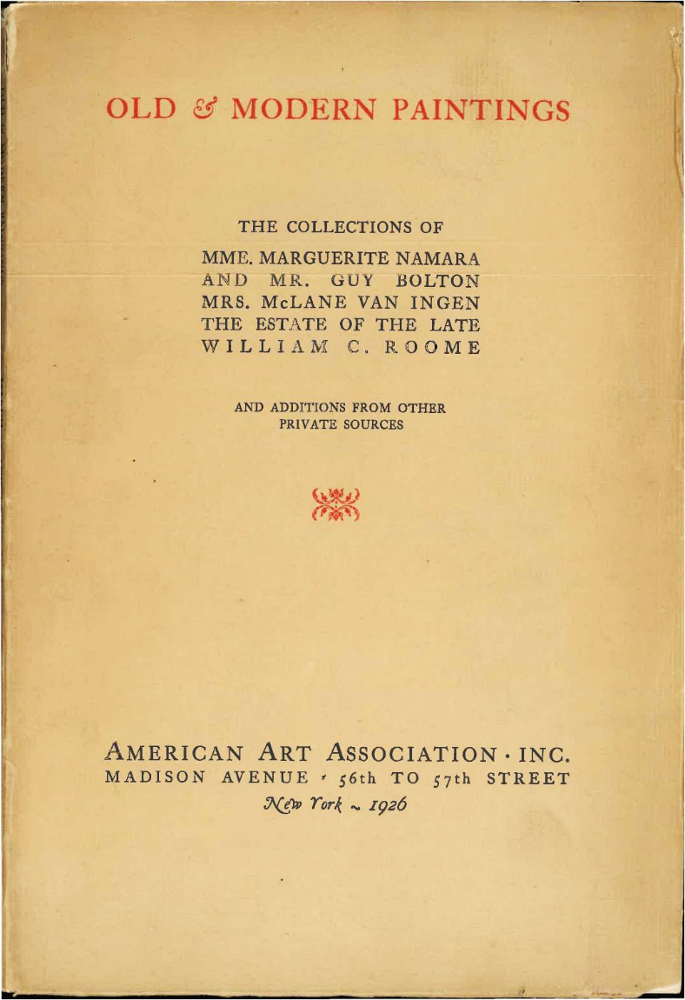 OLD & MODERN PAINTINGS
THE COLLECTIONS OF
MME. MARGUERITE NAMARA
AND MR. GUY BOLTON
MRS. McLANE VAN INGEN
THE ESTATE OF THE LATE
WILLIAM C. ROOME
AND ADDITIONS FROM OTHER
PRIVATE SOURCES
AMERICAN ART ASSOCIATION · INC.
MADISON AVENUE · 56th TO 57th STREET
New York ~ 1926